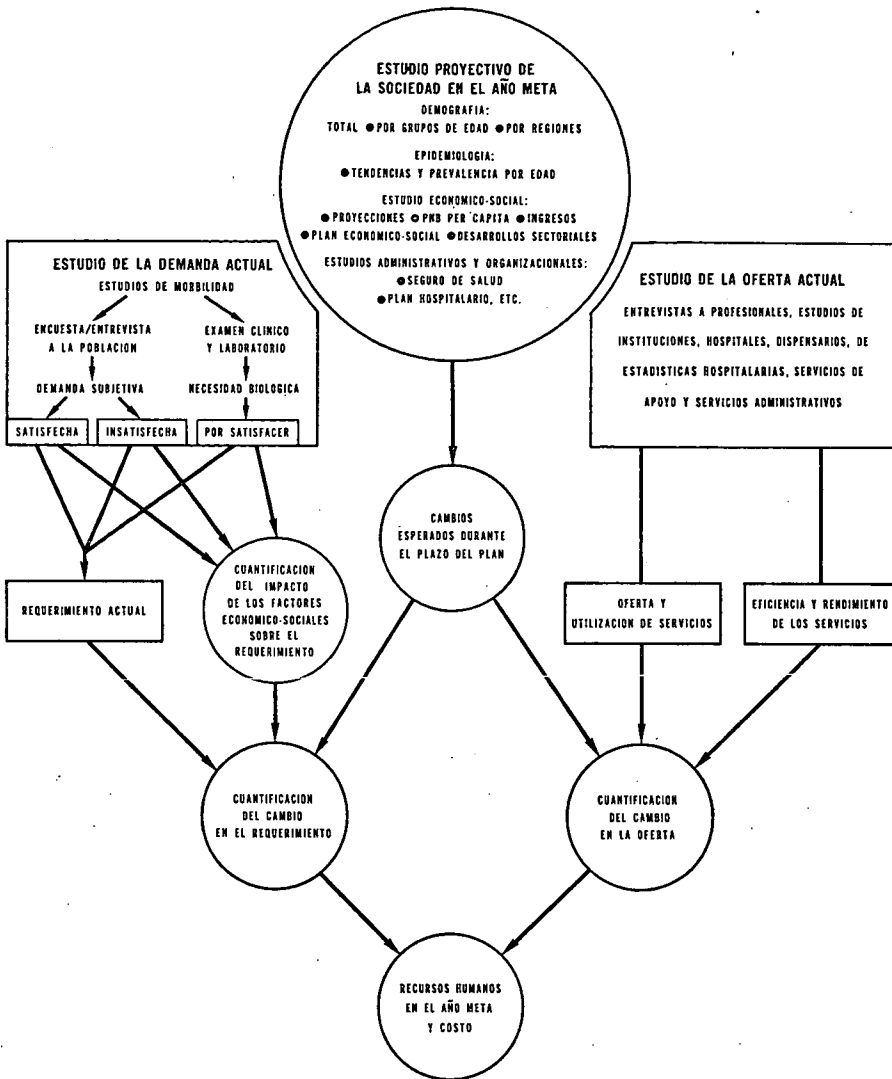 ESTUDIO PROYECTIVO DE
LA SOCIEDAD EN EL AÑO META
DEMOGRAFIA:
TOTAL ●POR GRUPOS DE EDAD ●POR REGIONES
EPIDEMIOLOGIA:
●TENDENCIAS Y PREVALENCIA POR EDAD
ESTUDIO ECONOMICO-SOCIAL:
●PROYECCIONES ●PNB PER CAPITA ●INGRESOS
●PLAN ECONOMICO-SOCIAL ●DESARROLLOS SECTORIALES
ESTUDIOS ADMINISTRATIVOS Y ORGANIZACIONALES:
●SEGURO DE SALUD
●PLAN HOSPITALARIO, ETC.
ESTUDIO DE LA DEMANDA ACTUAL
ESTUDIOS DE MORBILIDAD
ENCUESTA/ENTREVISTA
A LA POBLACION
EXAMEN CLINICO
Y LABORATORIO
DEMANDA SUBJETIVA
NECESIDAD BIOLOGICA
SATISFECHA
INSATISFECHA
POR SATISFACER
ESTUDIO DE LA OFERTA ACTUAL
ENTREVISTAS A PROFESIONALES, ESTUDIOS DE
INSTITUCIONES, HOSPITALES, DISPENSARIOS, DE
ESTADISTICAS HOSPITALARIAS, SERVICIOS DE
APOYO Y SERVICIOS ADMINISTRATIVOS
REQUERIMIENTO ACTUAL
CUANTIFICACION
DEL IMPACTO
DE LOS FACTORES
ECONOMICO-SOCIALES
SOBRE EL
REQUERIMIENTO
CAMBIOS
ESPERADOS DURANTE
EL PLAZO DEL PLAN
OFERTA Y
UTILIZACION DE SERVICIOS
EFICIENCIA Y RENDIMIENTO
DE LOS SERVICIOS
CUANTIFICACION
DEL CAMBIO
EN EL REQUERIMIENTO
CUANTIFICACION
DEL CAMBIO
EN LA OFERTA
RECURSOS HUMANOS
EN EL AÑO META
Y COSTO